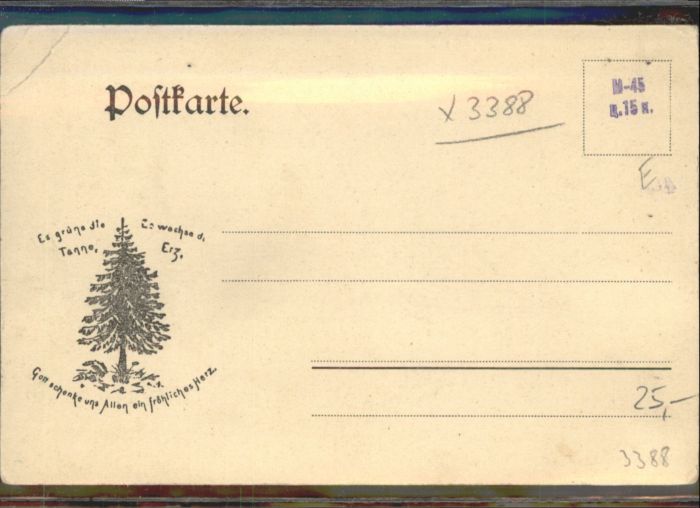 Postkarte.
x 3388
M-45
ц.15 к.
E
Es grüne die
Tanne,
Es wachse d.
Erz,
Gott schenke uns Allen ein fröhliches Herz.
25,-
3388